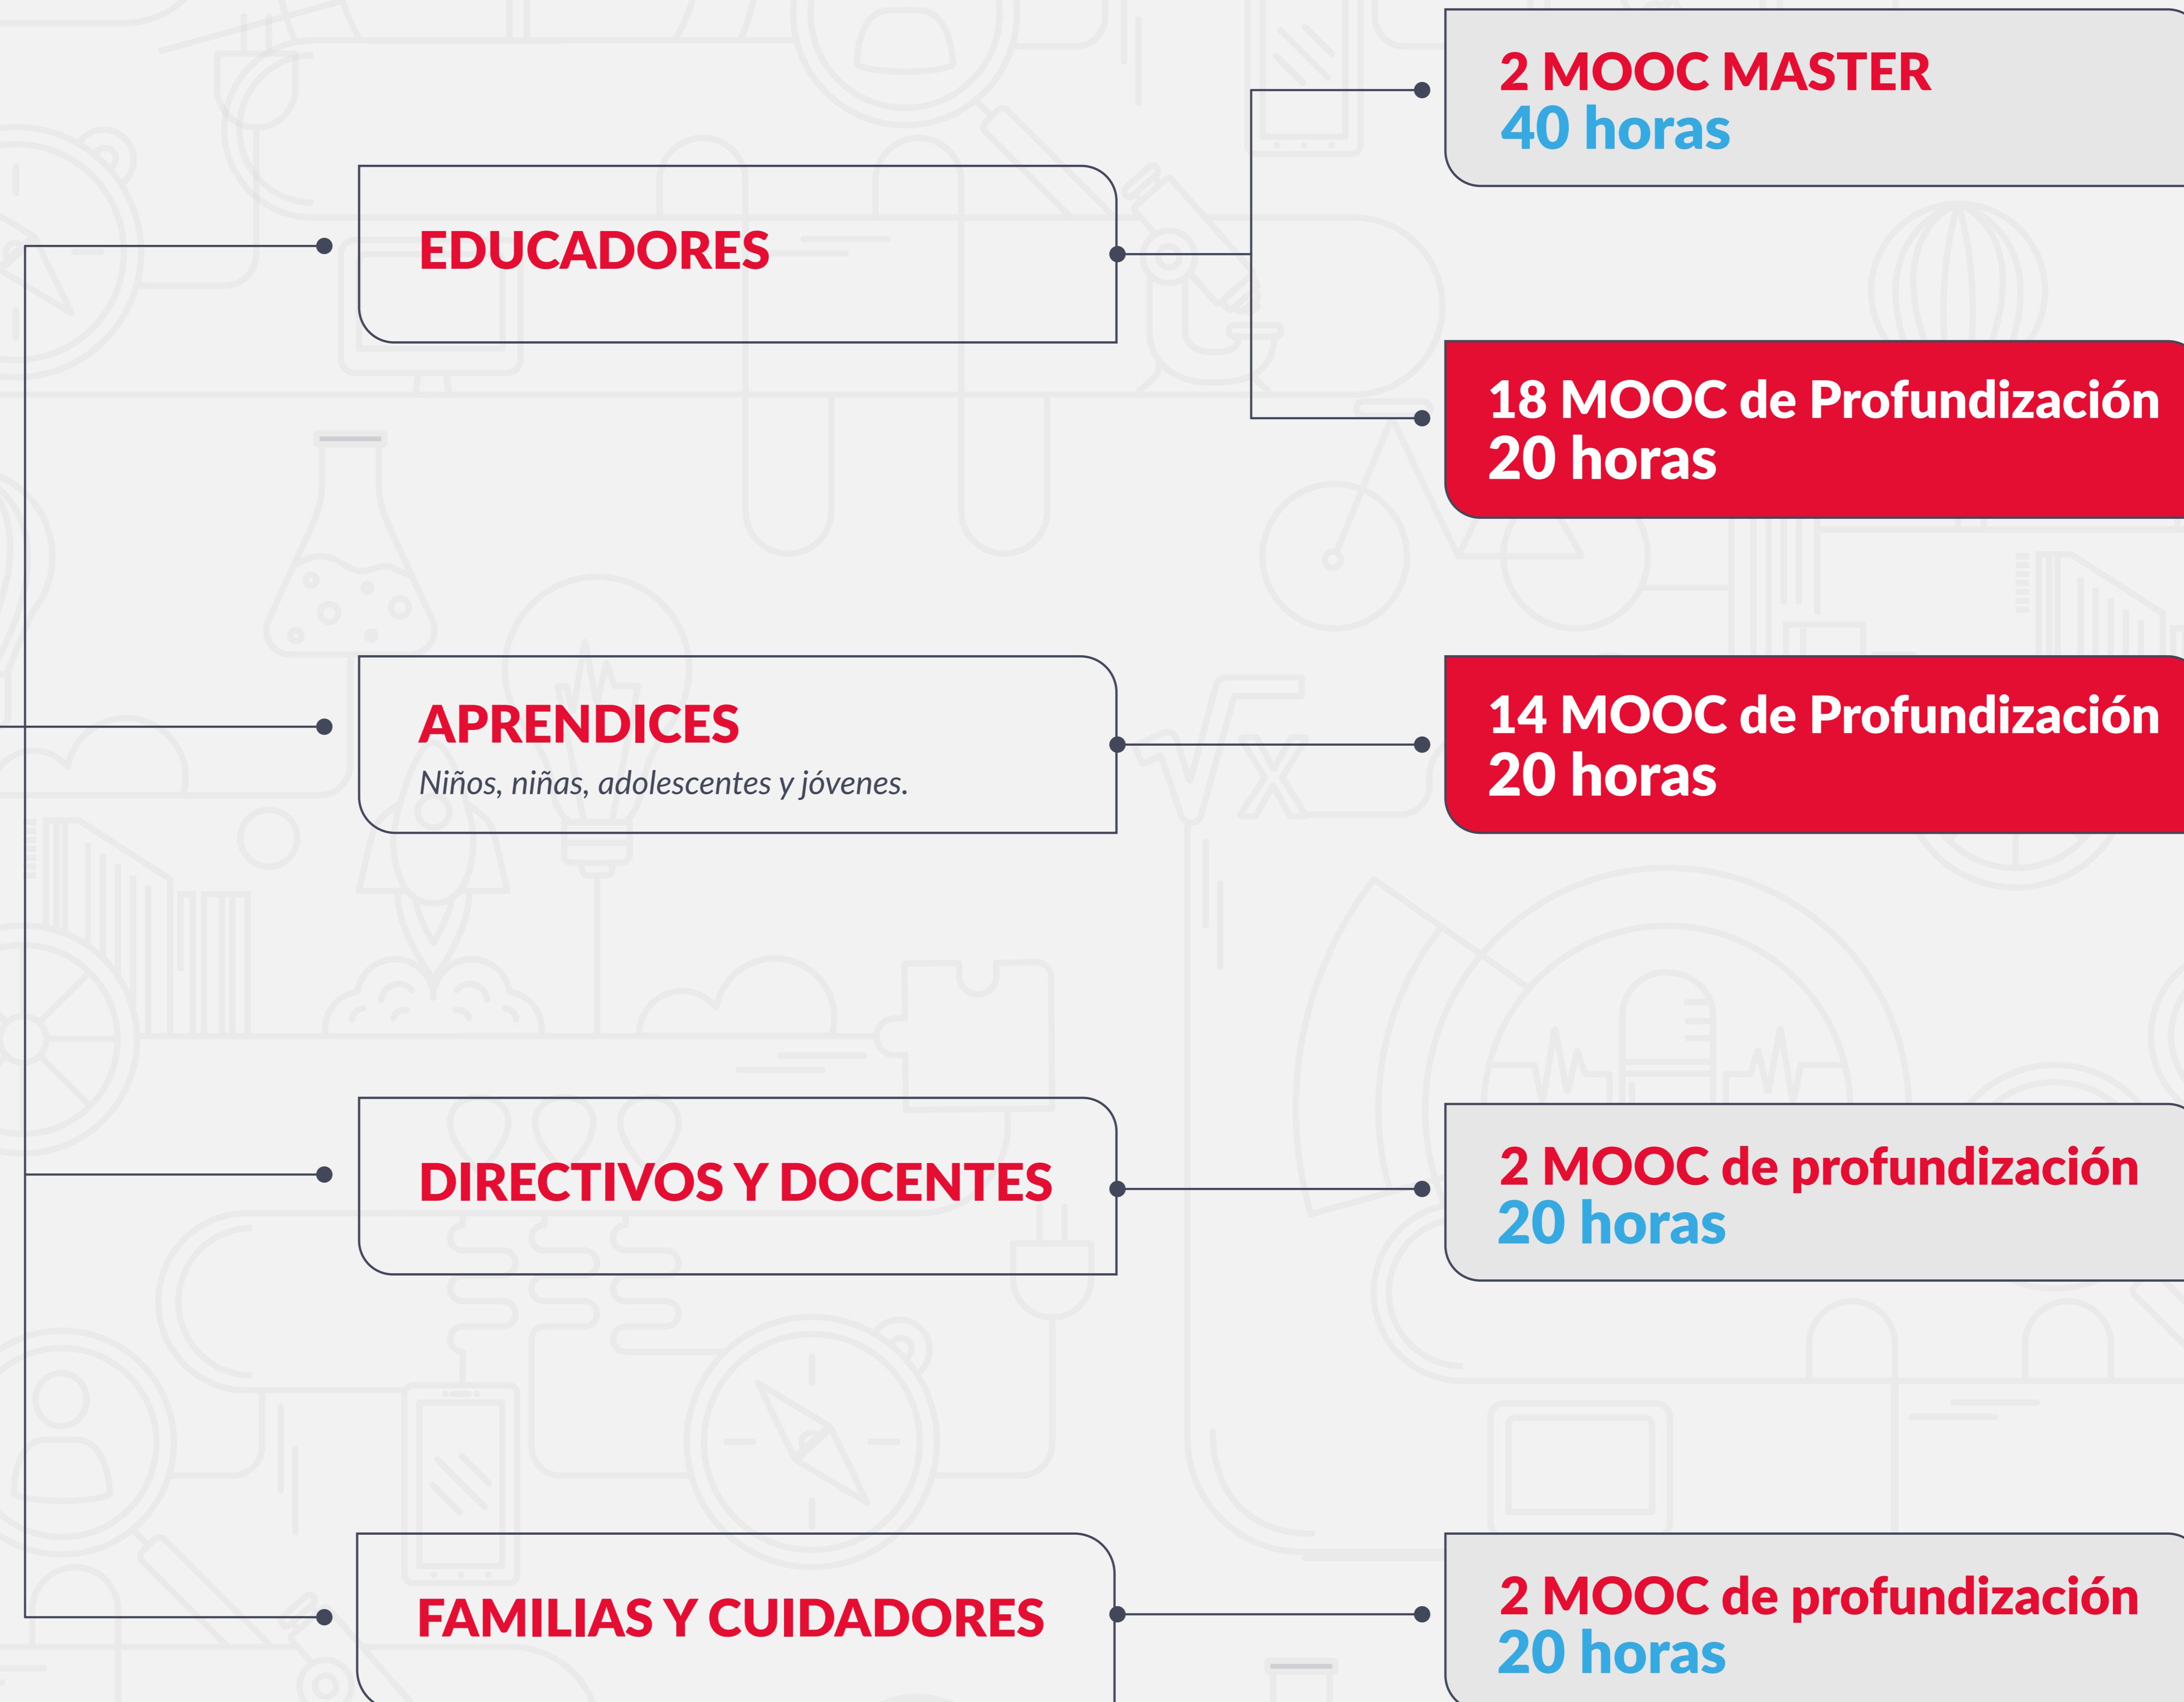 EDUCADORES
2 MOOC MASTER
40 horas
18 MOOC de Profundización
20 horas
APRENDICES
Niños, niñas, adolescentes y jóvenes.
14 MOOC de Profundización
20 horas
DIRECTIVOS Y DOCENTES
2 MOOC de profundización
20 horas
FAMILIAS Y CUIDADORES
2 MOOC de profundización
20 horas